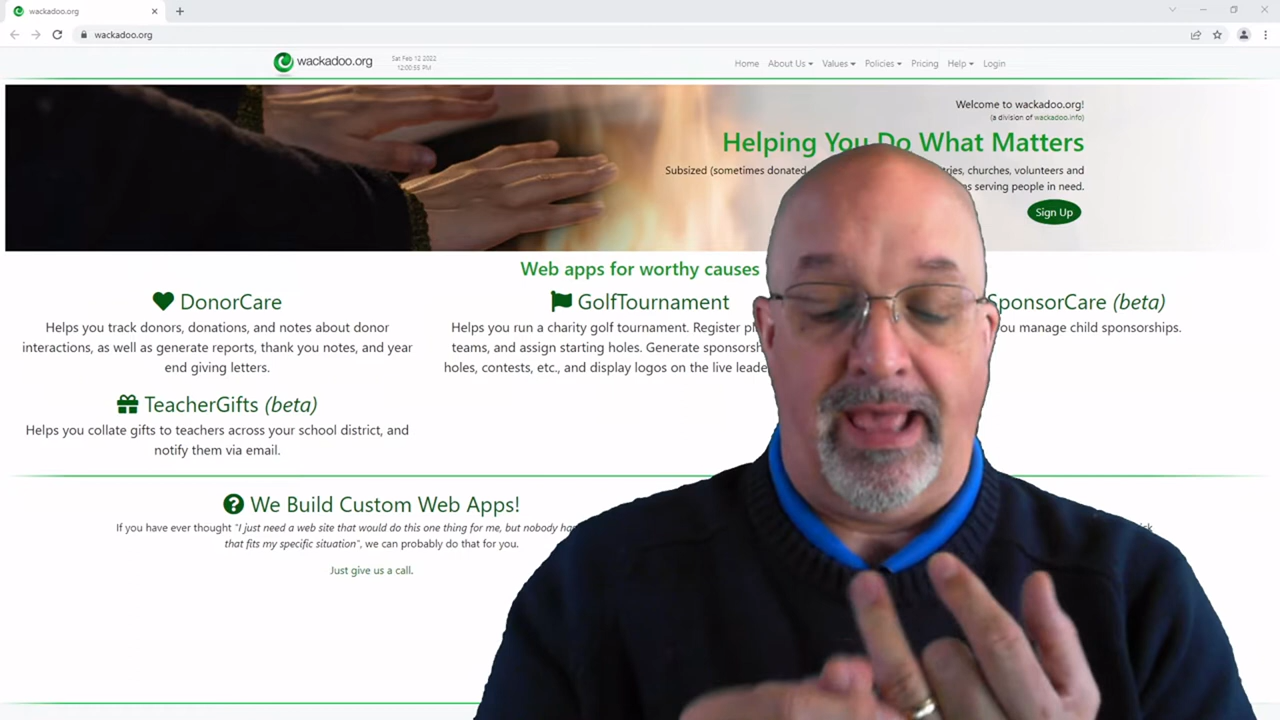 wackadoo.org
wackadoo.org
wackadoo.org
Sat Feb 12 2022
12:00:55 PM
Home About Us Values Policies Pricing Help Login
Welcome to wackadoo.org!
(a division of wackadoo.info)
Helping You Do What Matters
Subsized (sometimes donated churches, volunteers and
serving people in need.
Sign Up
Web apps for worthy causes
DonorCare
Helps you track donors, donations, and notes about donor
interactions, as well as generate reports, thank you notes, and year
end giving letters.
GolfTournament
Helps you run a charity golf tournament. Register
teams, and assign starting holes. Generate
holes, contests, etc., and display logos on the live
SponsorCare (beta)
you manage child sponsorships.
TeacherGifts (beta)
Helps you collate gifts to teachers across your school district, and
notify them via email.
We Build Custom Web Apps!
If you have ever thought "I just need a web site that would do this one thing for me, but nobody
that fits my specific situation", we can probably do that for you.
Just give us a call.